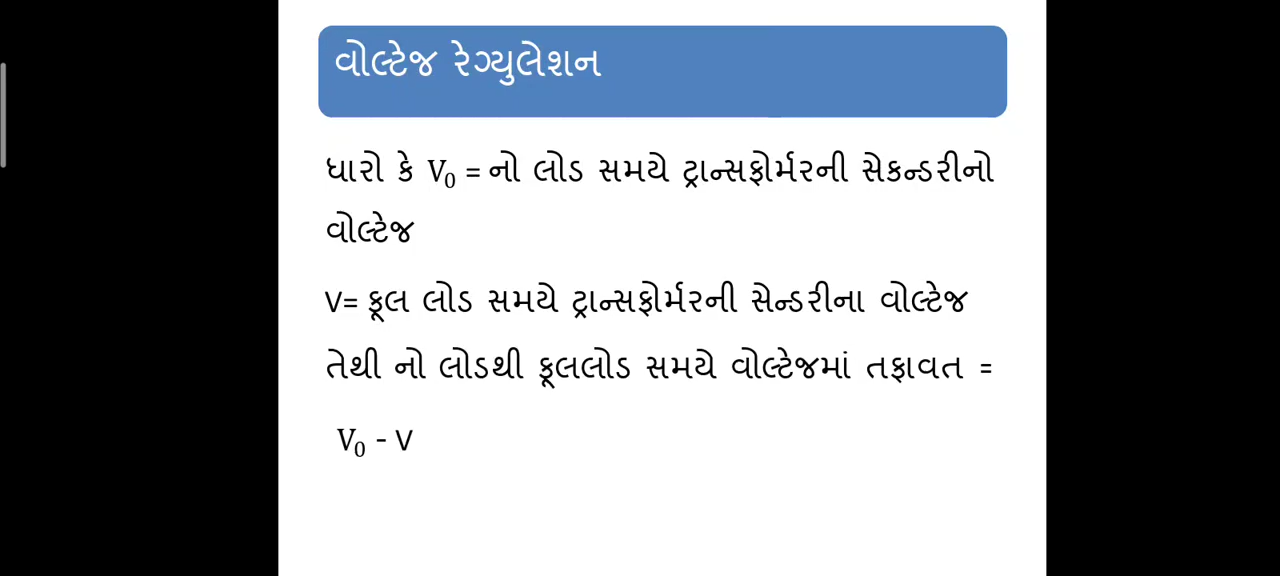 વોલ્ટેજ રેગ્યુલેશન
ધારો કે V₀ = નો લોડ સમયે ટ્રાન્સફોર્મરની સેકન્ડરીનો
વોલ્ટેજ
V= ફૂલ લોડ સમયે ટ્રાન્સફોર્મરની સેન્ડરીના વોલ્ટેજ
તેથી નો લોડથી ફૂલલોડ સમયે વોલ્ટેજમાં તફાવત =
V₀ - V